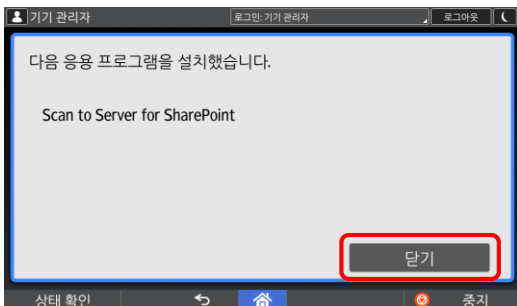 기기 관리자
로그인: 기기 관리자
로그아웃
다음 응용 프로그램을 설치했습니다.
Scan to Server for SharePoint
닫기
상태 확인
중지